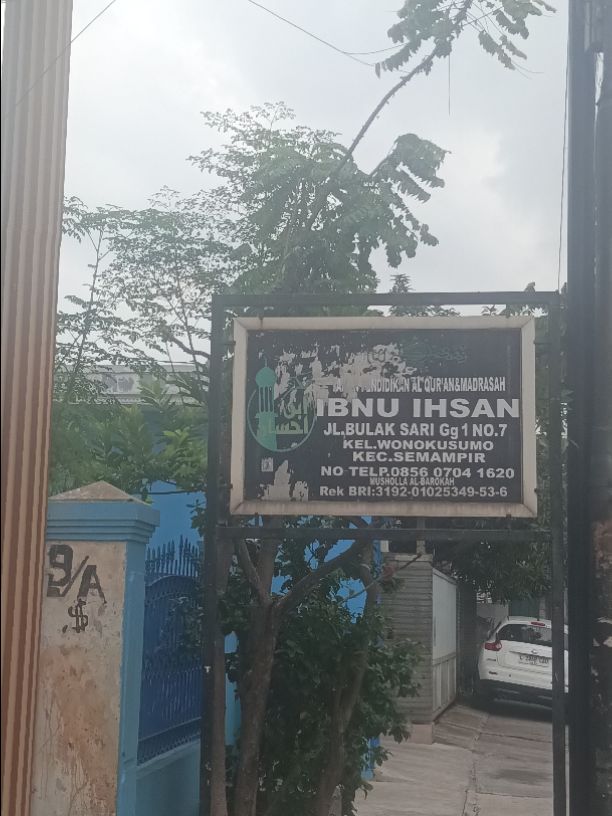 PENDIDIKAN AL QUR'AN&MADRASAH
IBNU IHSAN
JL.BULAK SARI Gg 1 NO.7
KEL.WONOKUSUMO
KEC.SEMAMPIR
NO TELP.0856 0704 1620
MUSHOLLA AL-BAROKAH
Rek BRI:3192-01025349-53-6
9/A